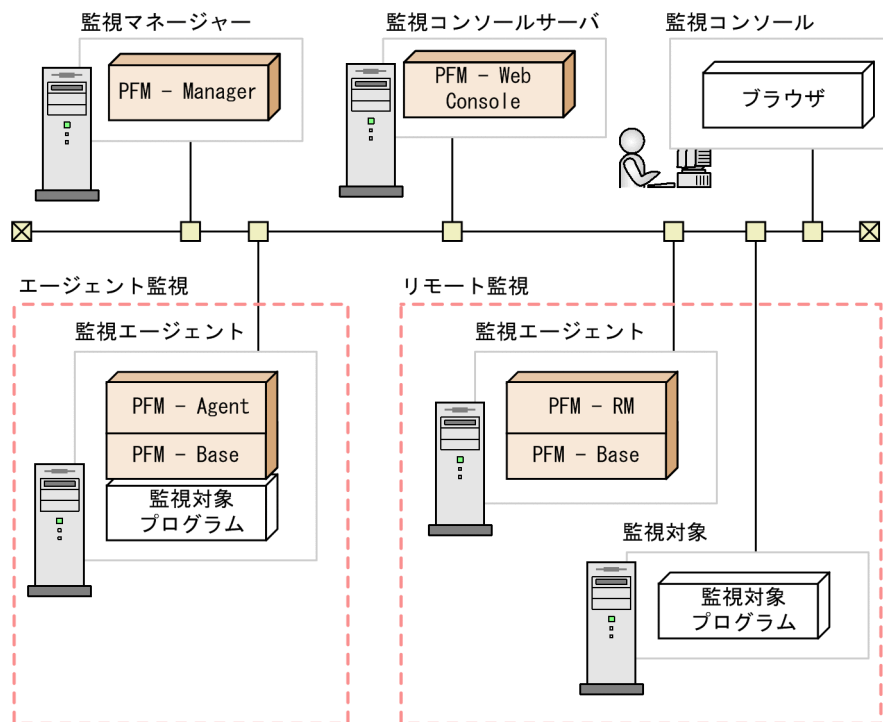 監視マネージャー
PFM - Manager
監視コンソールサーバ
PFM - Web
Console
監視コンソール
ブラウザ
エージェント監視
監視エージェント
PFM - Agent
PFM - Base
監視対象
プログラム
リモート監視
監視エージェント
PFM - RM
PFM - Base
監視対象
監視対象
プログラム